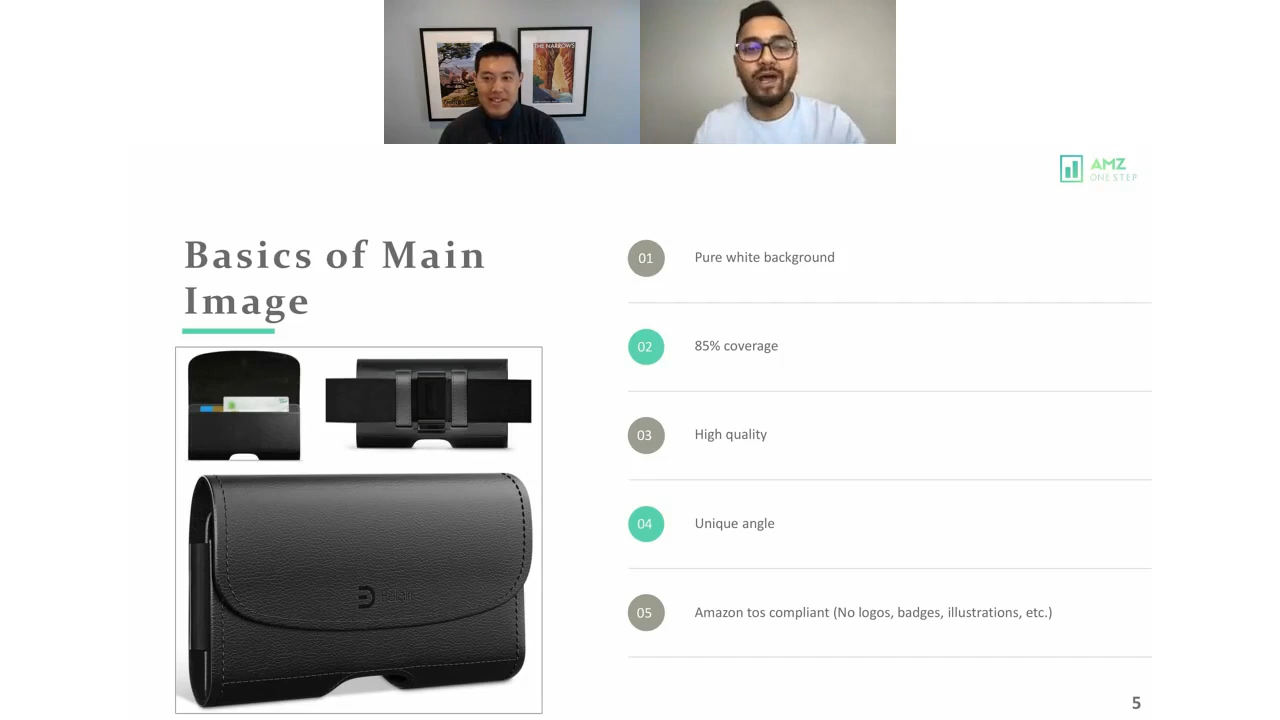 THE NARROWS
AMZ
ONE STEP
Basics of Main
Image
01 Pure white background
02 85% coverage
03 High quality
04 Unique angle
05 Amazon tos compliant (No logos, badges, illustrations, etc.)
5